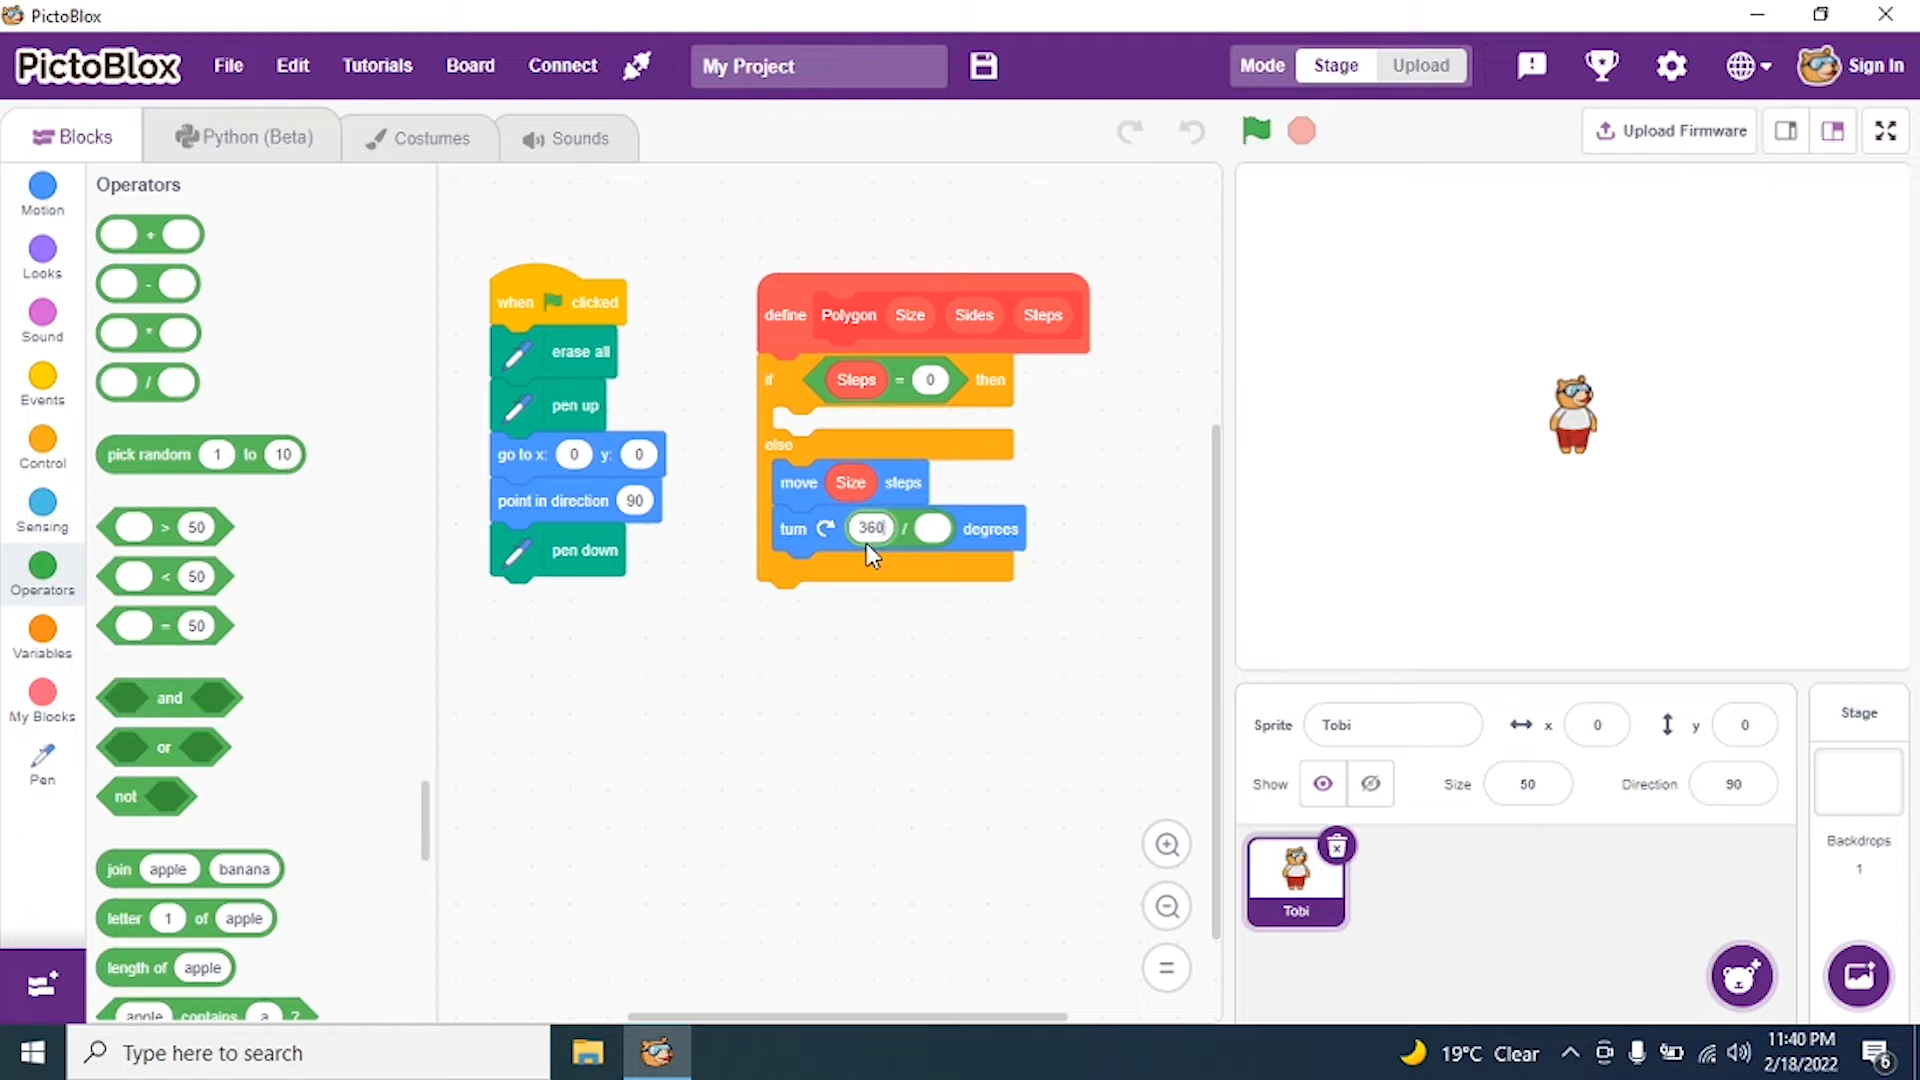 PictoBlox
PictoBlox File Edit Tutorials Board Connect My Project Mode Stage Upload Sign In
Blocks Python (Beta) Costumes Sounds Upload Firmware
Motion
Looks
Sound
Events
Control
Sensing
Operators
Variables
My Blocks
Pen
Operators
+
-
*
/
pick random 1 to 10
> 50
< 50
= 50
and
or
not
join apple banana
letter 1 of apple
length of apple
apple contains a ?
when clicked
erase all
pen up
go to x: 0 y: 0
point in direction 90
pen down
define Polygon Size Sides Steps
if Steps = 0 then
else
move Size steps
turn 360 / degrees
=
Sprite Tobi x 0 y 0
Show Size 50 Direction 90
Tobi
Stage
Backdrops
1
Type here to search
19°C Clear
11:40 PM
2/18/2022
6